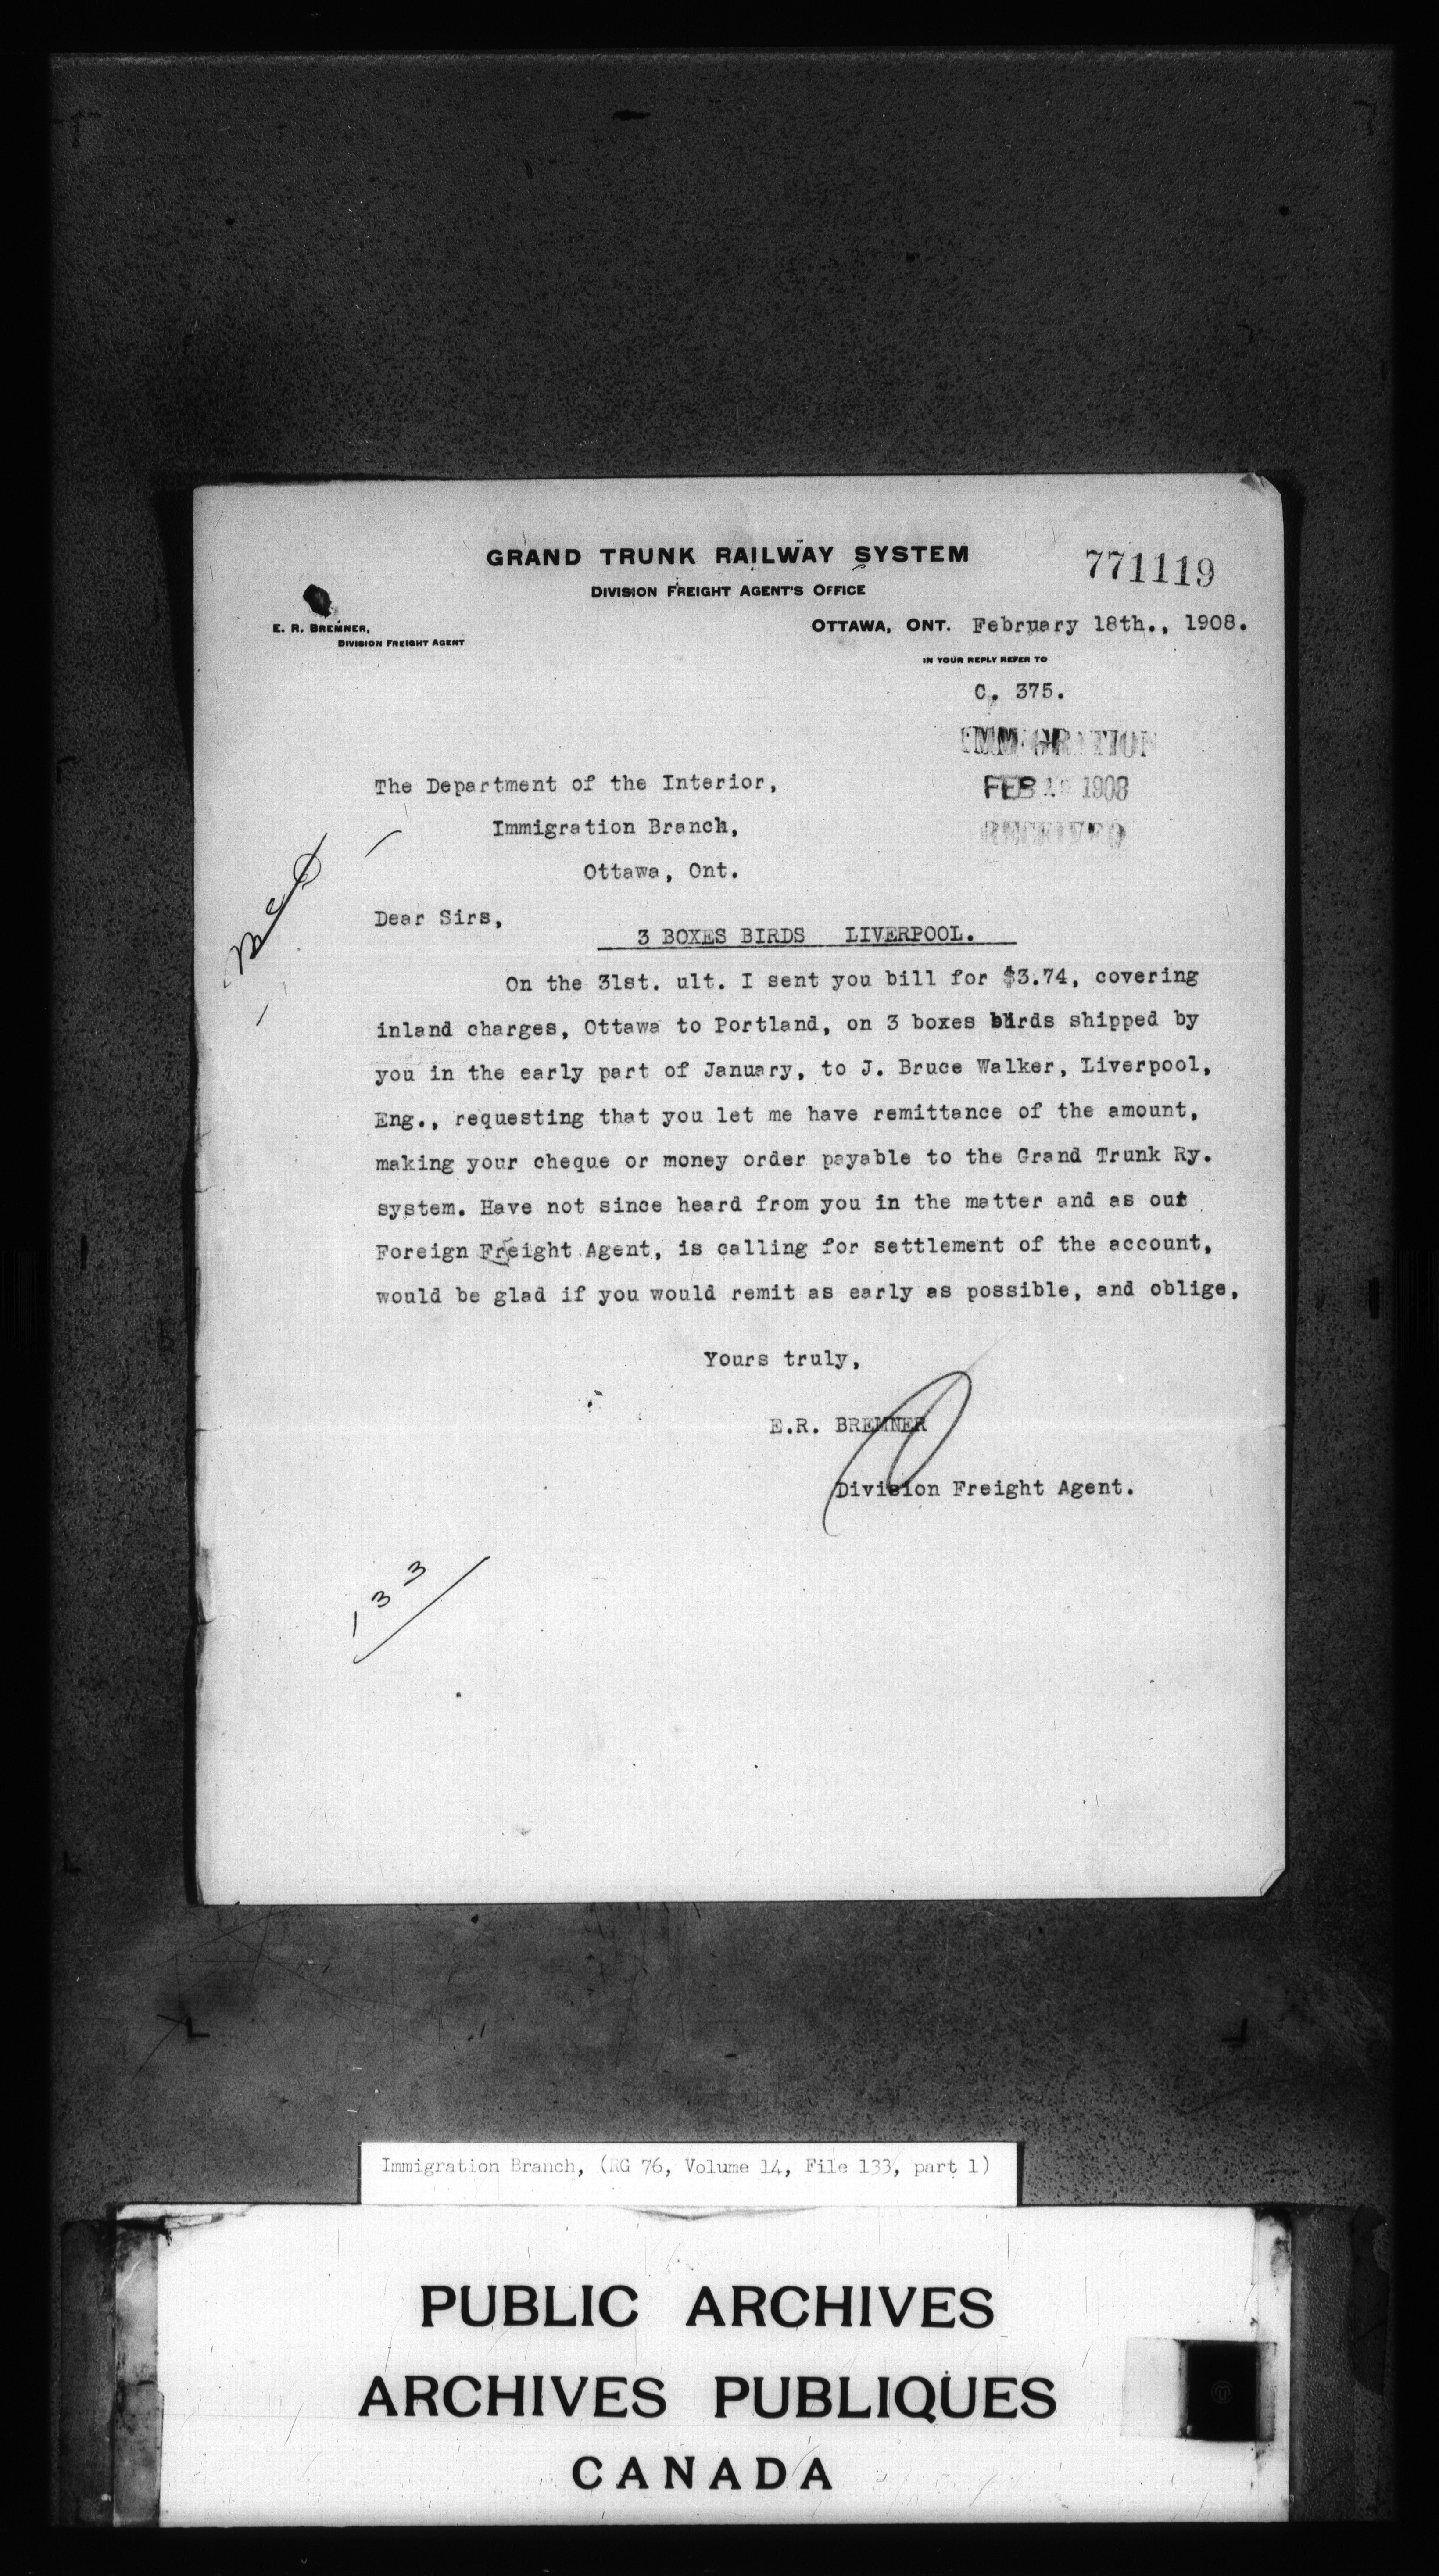 GRAND TRUNK RAILWAY SYSTEM
771119
DIVISION FREIGHT AGENT'S OFFICE
E. R. BREMNER,
DIVISION FREIGHT AGENT
OTTAWA, ONT. February 18th., 1908.
IN YOUR REPLY REFER TO
C. 375.
IMMIGRATION
FEB 1908
RECEIVED
The Department of the Interior,
Immigration Branch,
Ottawa, Ont.
Dear Sirs,
3 BOXES BIRDS LIVERPOOL.
On the 31st. ult. I sent you bill for $3.74, covering
inland charges, Ottawa to Portland, on 3 boxes birds shipped by
you in the early part of January, to J. Bruce Walker, Liverpool,
Eng., requesting that you let me have remittance of the amount,
making your cheque or money order payable to the Grand Trunk Ry.
system. Have not since heard from you in the matter and as our
Foreign Freight Agent, is calling for settlement of the account,
would be glad if you would remit as early as possible, and oblige,
Yours truly,
E.R. BREMNER
Division Freight Agent.
133
Immigration Branch, (RG 76, Volume 14, File 133, part 1)
PUBLIC ARCHIVES
ARCHIVES PUBLIQUES
CANADA